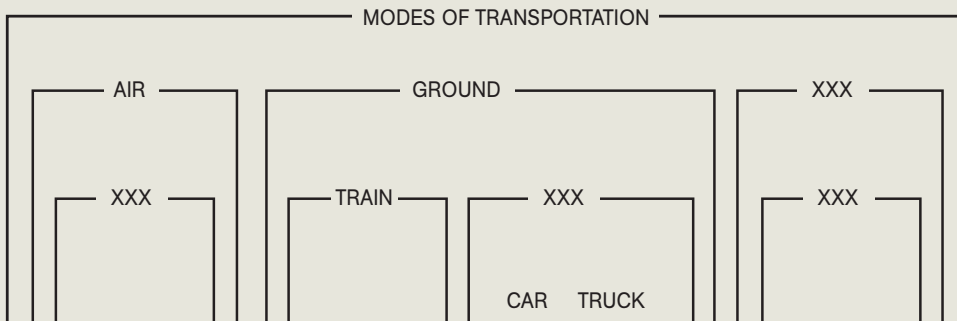 MODES OF TRANSPORTATION
AIR GROUND XXX
XXX TRAIN XXX XXX
CAR TRUCK